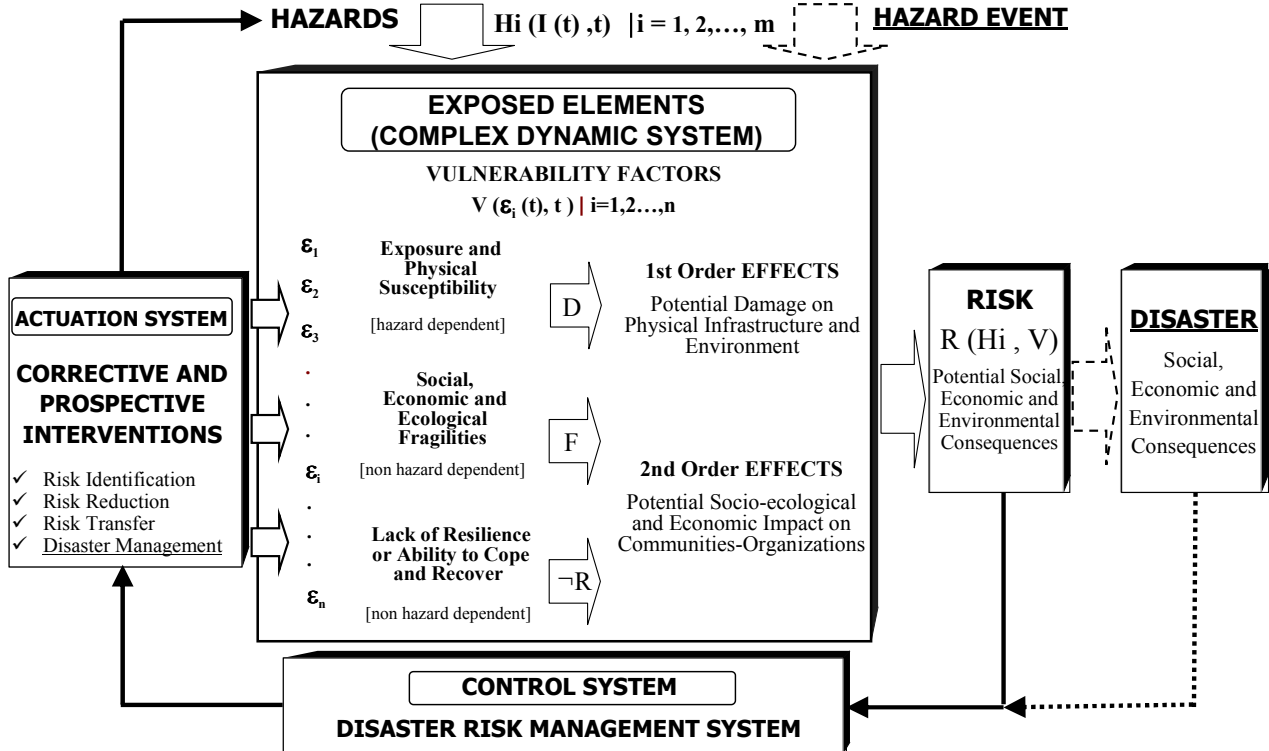 HAZARDS
Hi (I (t) ,t) |i = 1, 2,…, m
HAZARD EVENT
EXPOSED ELEMENTS
(COMPLEX DYNAMIC SYSTEM)
VULNERABILITY FACTORS
V (ε i (t), t ) | i=1,2…,n
ε1
ε2
ε3
.
.
.
εi
.
.
.
εn
Exposure and
Physical
Susceptibility
[hazard dependent]
D
1st Order EFFECTS
Potential Damage on
Physical Infrastructure and
Environment
Social,
Economic and
Ecological
Fragilities
[non hazard dependent]
F
2nd Order EFFECTS
Potential Socio-ecological
and Economic Impact on
Communities-Organizations
Lack of Resilience
or Ability to Cope
and Recover
[non hazard dependent]
¬R
ACTUATION SYSTEM
CORRECTIVE AND
PROSPECTIVE
INTERVENTIONS
✓ Risk Identification
✓ Risk Reduction
✓ Risk Transfer
✓ Disaster Management
RISK
R (Hi , V)
Potential Social,
Economic and
Environmental
Consequences
DISASTER
Social,
Economic and
Environmental
Consequences
CONTROL SYSTEM
DISASTER RISK MANAGEMENT SYSTEM